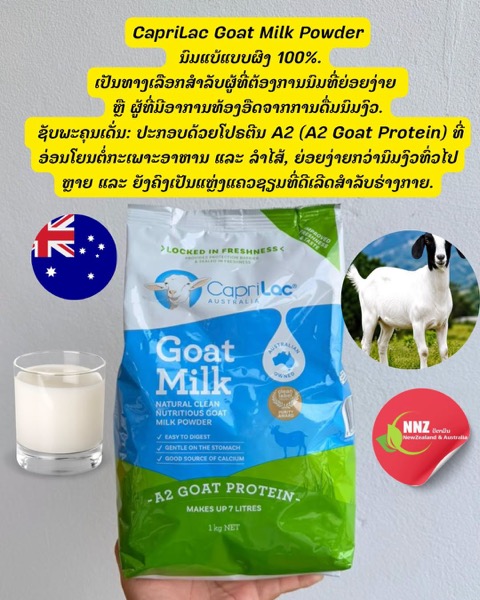 CapriLac Goat Milk Powder
ນົມແບ້ແບບຜົງ 100%.
ເປັນທາງເລືອກສຳລັບຜູ້ທີ່ຕ້ອງການນົມທີ່ຍ່ອຍງ່າຍ
ຫຼື ຜູ້ທີ່ມີອາການທ້ອງອືດຈາກການດື່ມນົມງົວ.
ຊັບພະຄຸນເດັ່ນ: ປະກອບດ້ວຍໂປຣຕີນ A2 (A2 Goat Protein) ທີ່
ອ່ອນໂຍນຕໍ່ກະເພາະອາຫານ ແລະ ລຳໄສ້, ຍ່ອຍງ່າຍກວ່ານົມງົວທົ່ວໄປ
ຫຼາຍ ແລະ ຍັງຄົງເປັນແຫຼ່ງແຄວຊຽມທີ່ດີເລີດສຳລັບຮ່າງກາຍ.
LOCKED IN FRESHNESS
IMPROVED
FRESHNESS
& TASTE
CapriLac®
AUSTRALIA
Goat
Milk
AUSTRALIAN
OWNED
NATURAL CLEAN
NUTRITIOUS GOAT
MILK POWDER
EASY TO DIGEST
GENTLE ON THE STOMACH
GOOD SOURCE OF CALCIUM
-A2 GOAT PROTEIN-
MAKES UP 7 LITRES
1 kg NET
NNZ
NewZealand & Australia